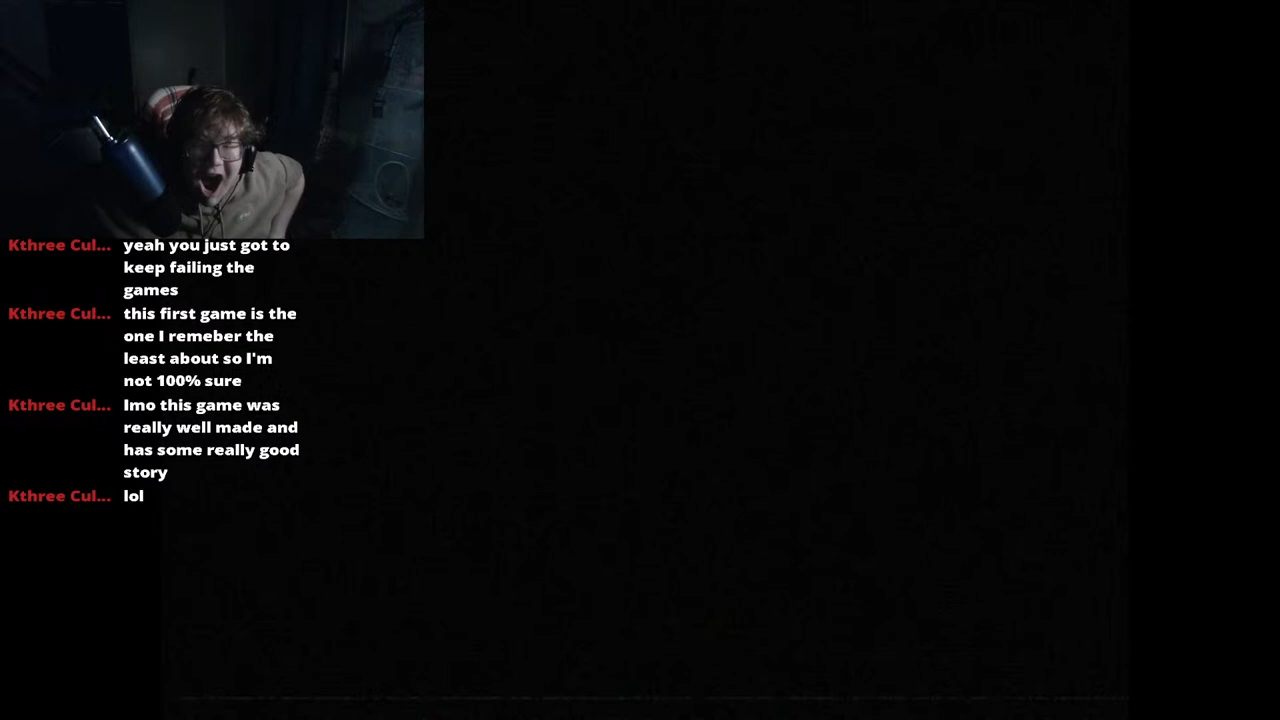 Kthree Cul... yeah you just got to
keep failing the
games
Kthree Cul... this first game is the
one I remeber the
least about so I'm
not 100% sure
Kthree Cul... Imo this game was
really well made and
has some really good
story
Kthree Cul... lol